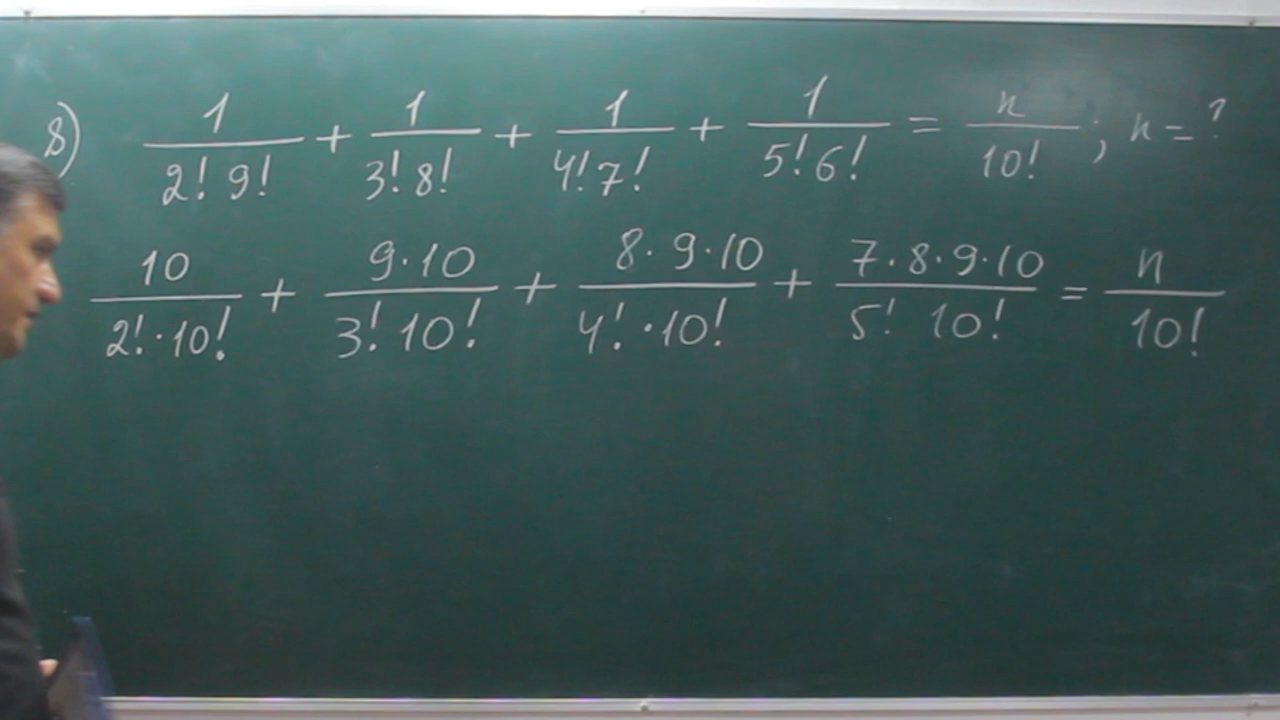 8) 1/(2! 9!) + 1/(3! 8!) + 1/(4! 7!) + 1/(5! 6!) = n/10! ; n = ?
10/(2! · 10!) + 9·10/(3! 10!) + 8·9·10/(4! · 10!) + 7·8·9·10/(5! 10!) = n/10!